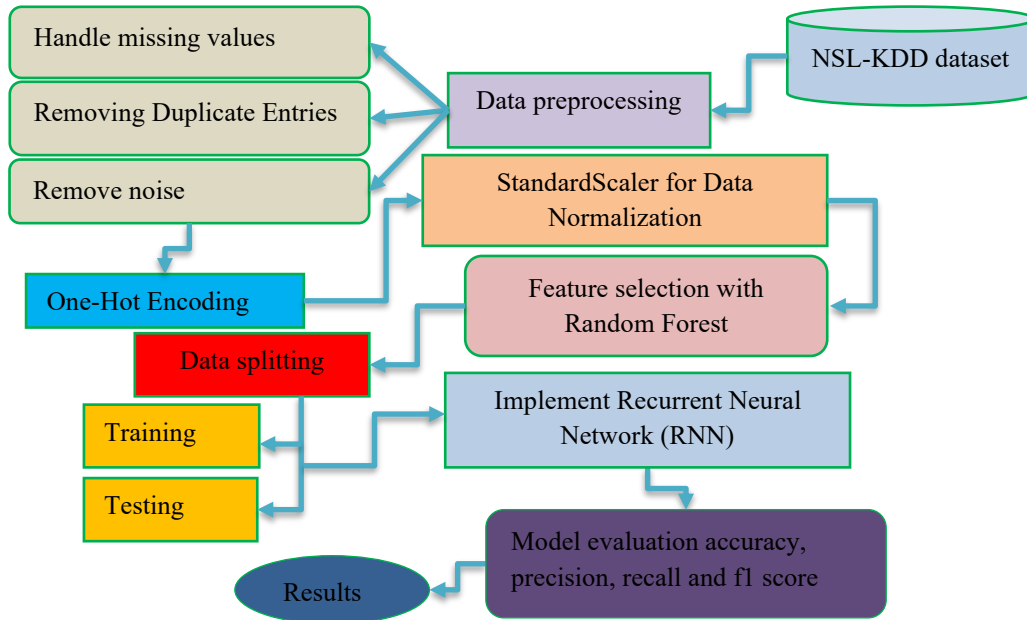 Handle missing values
NSL-KDD dataset
Data preprocessing
Removing Duplicate Entries
Remove noise
StandardScaler for Data
Normalization
One-Hot Encoding
Feature selection with
Random Forest
Data splitting
Implement Recurrent Neural
Network (RNN)
Training
Testing
Model evaluation accuracy,
precision, recall and f1 score
Results